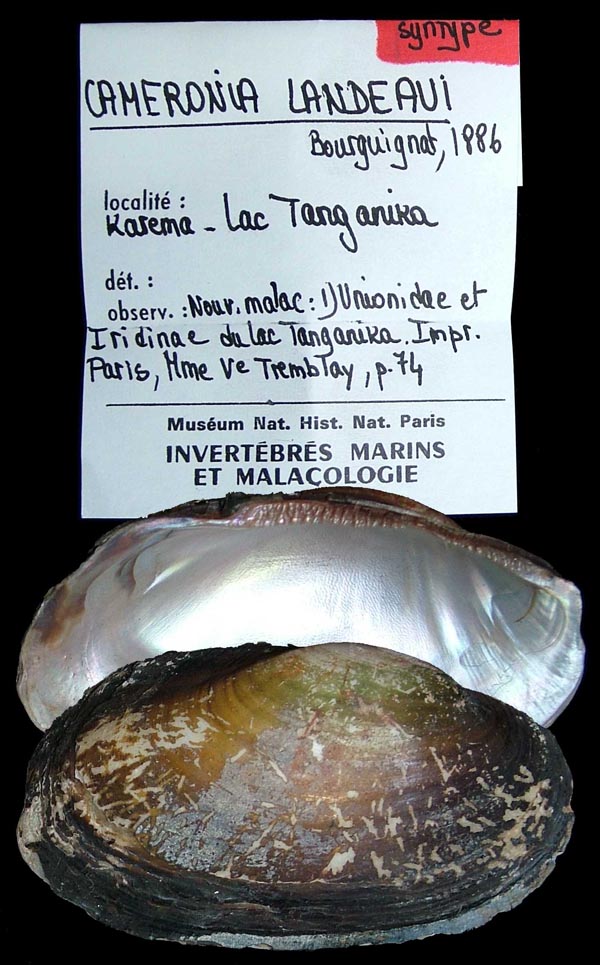 syntype
CAMERONIA LANDEAUI
Bourguignat, 1886
localité :
Karema - Lac Tanganika
dét. :
observ. : Nouv. malac : 1) Unionidae et
Iridinae du Lac Tanganika. Impr.
Paris, Mme Ve Tremblay, p. 74
Muséum Nat. Hist. Nat. Paris
INVERTÉBRÉS MARINS
ET MALACOLOGIE